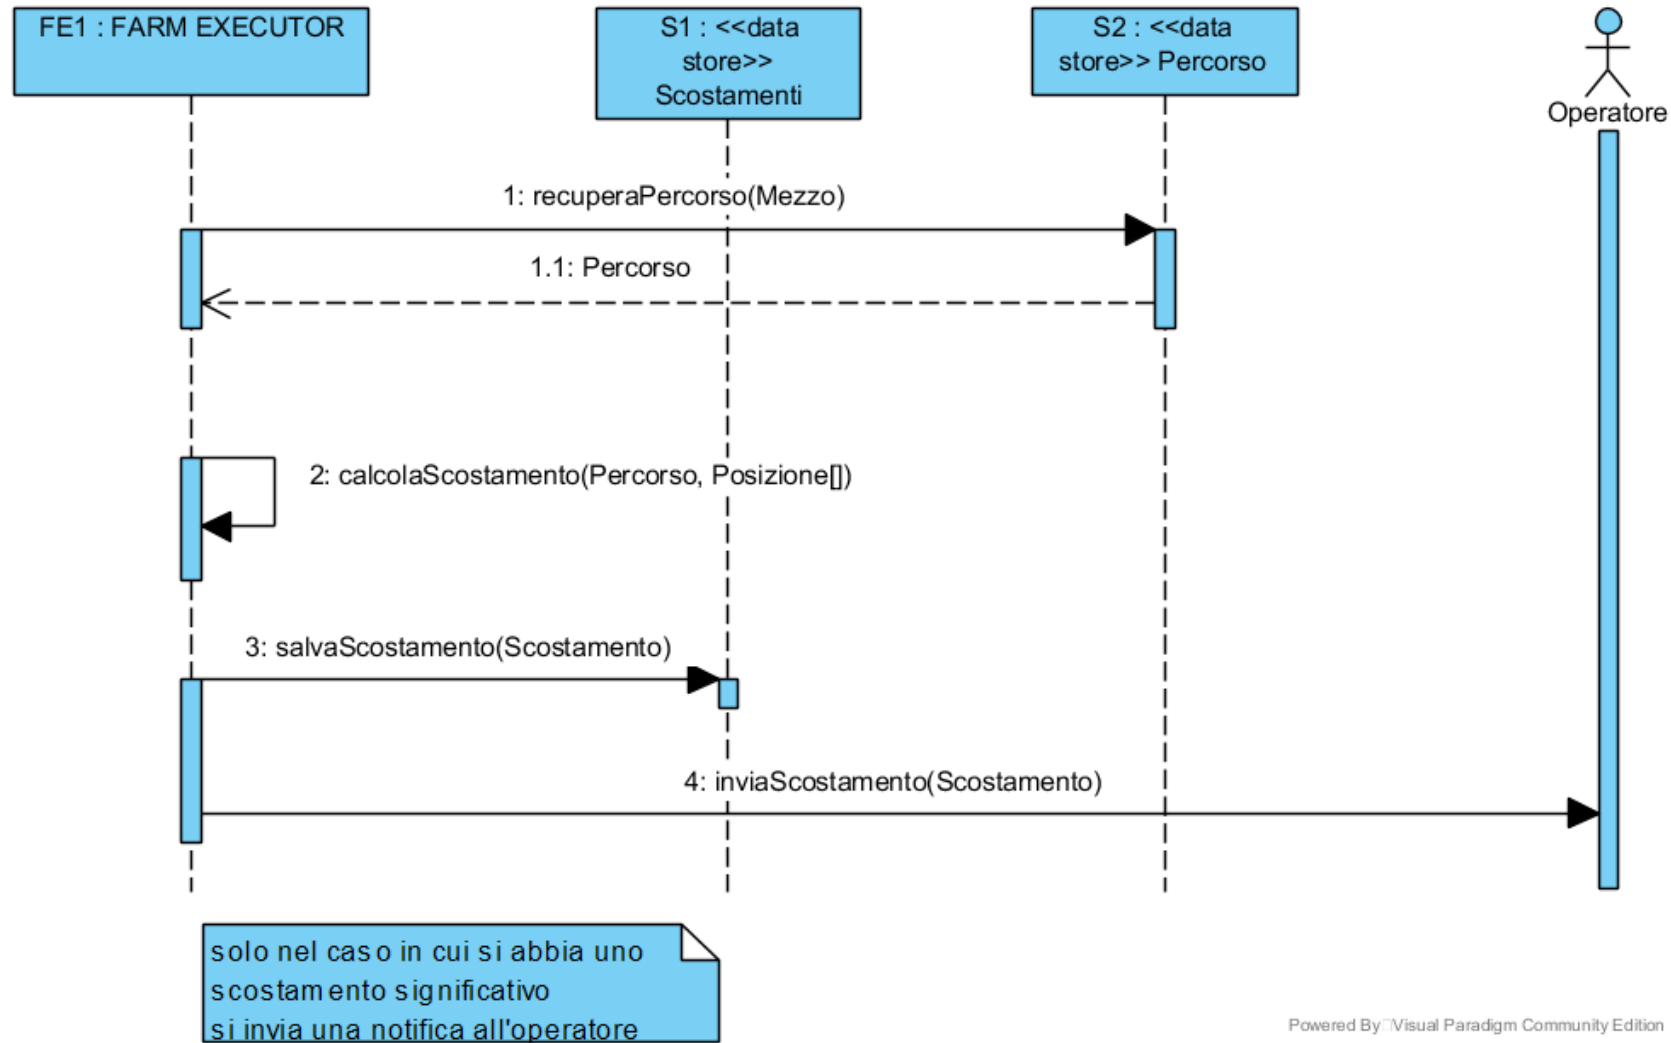 FE1 : FARM EXECUTOR
S1 : <<data
store>>
Scostamenti
S2 : <<data
store>> Percorso
Operatore
1: recuperaPercorso(Mezzo)
1.1: Percorso
2: calcolaScostamento(Percorso, Posizione[])
3: salvaScostamento(Scostamento)
4: inviaScostamento(Scostamento)
solo nel caso in cui si abbia uno
scostamento significativo
si invia una notifica all'operatore
Powered By Visual Paradigm Community Edition